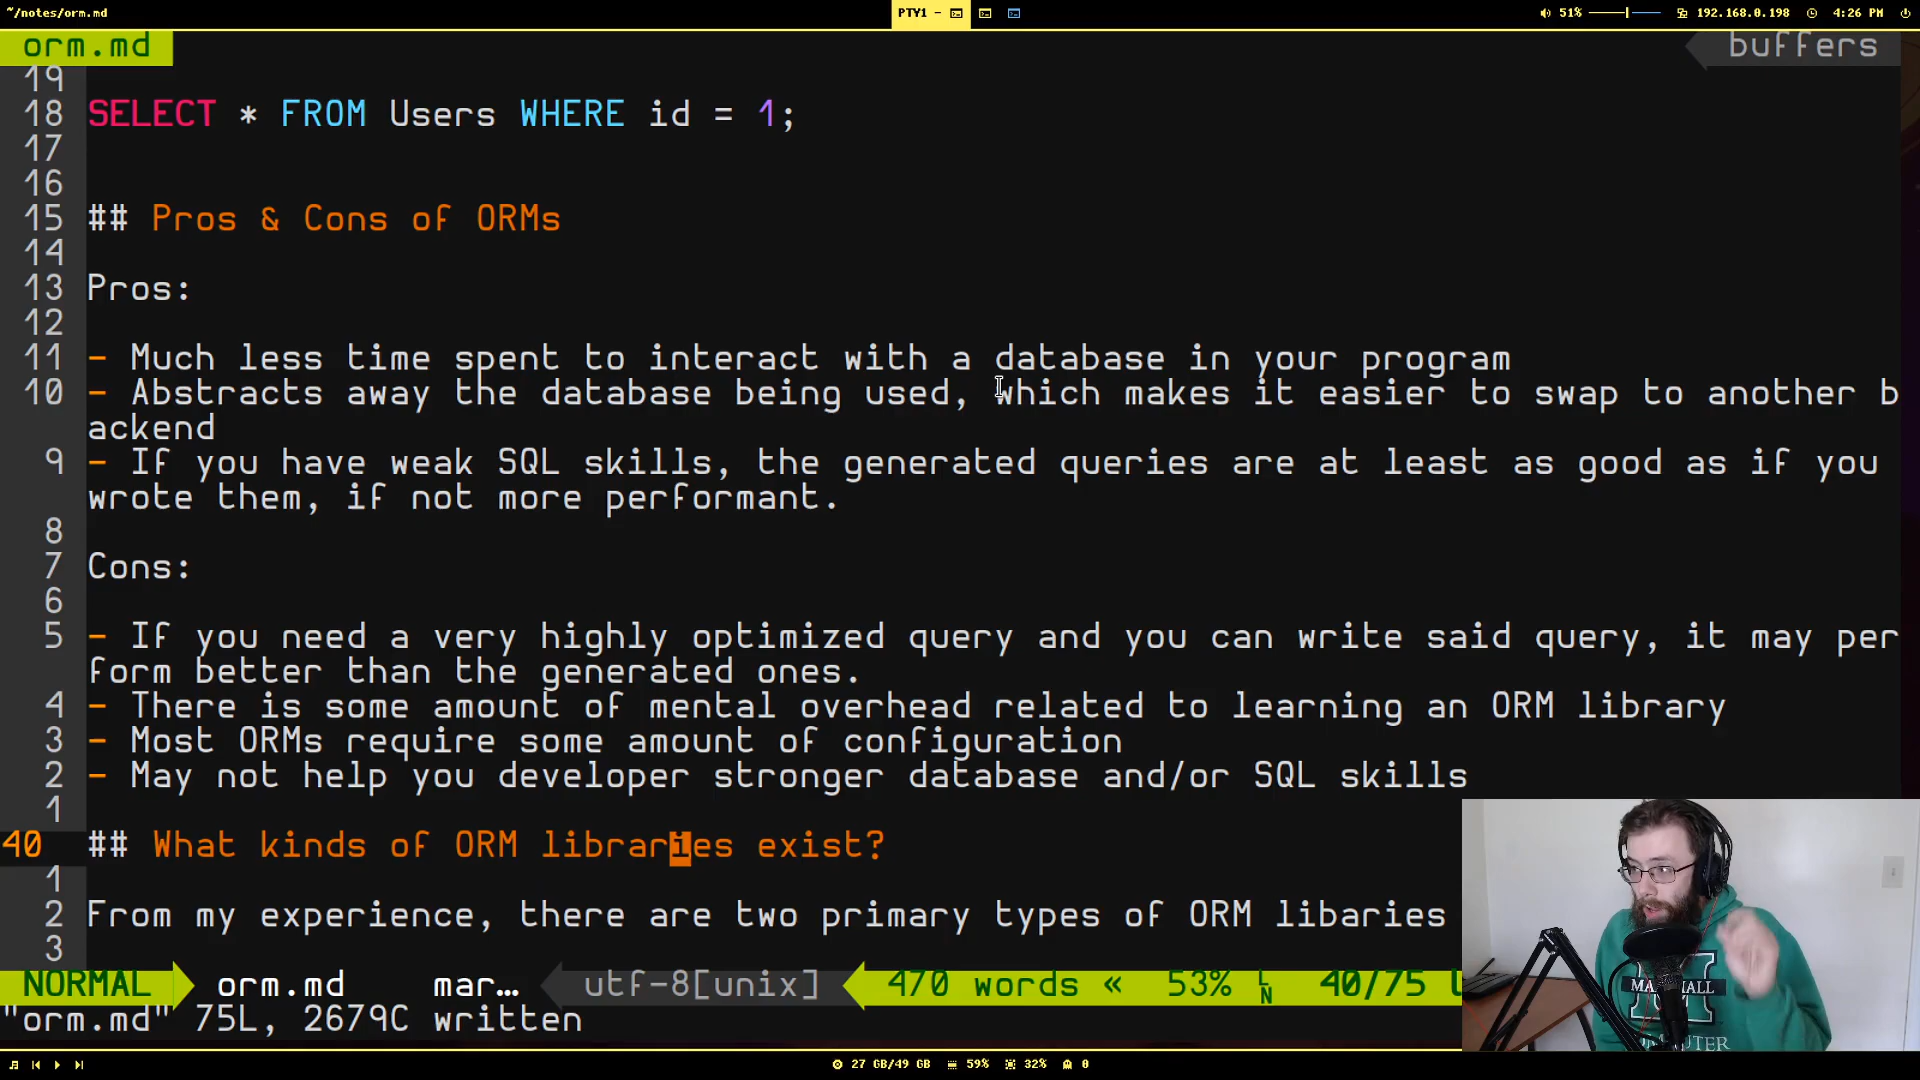 ~/notes/orm.md PTY1 - 51% 192.168.0.198 4:26 PM
orm.md buffers
19
18 SELECT * FROM Users WHERE id = 1;
17
16
15 ## Pros & Cons of ORMs
14
13 Pros:
12
11 - Much less time spent to interact with a database in your program
10 - Abstracts away the database being used, which makes it easier to swap to another b
ackend
9 - If you have weak SQL skills, the generated queries are at least as good as if you
wrote them, if not more performant.
8
7 Cons:
6
5 - If you need a very highly optimized query and you can write said query, it may per
form better than the generated ones.
4 - There is some amount of mental overhead related to learning an ORM library
3 - Most ORMs require some amount of configuration
2 - May not help you developer stronger database and/or SQL skills
1
40 ## What kinds of ORM libraries exist?
1
2 From my experience, there are two primary types of ORM libaries
3
NORMAL orm.md mar… utf-8[unix] 470 words « 53% LN 40/75
"orm.md" 75L, 2679C written
27 GB/49 GB 59% 32% 0